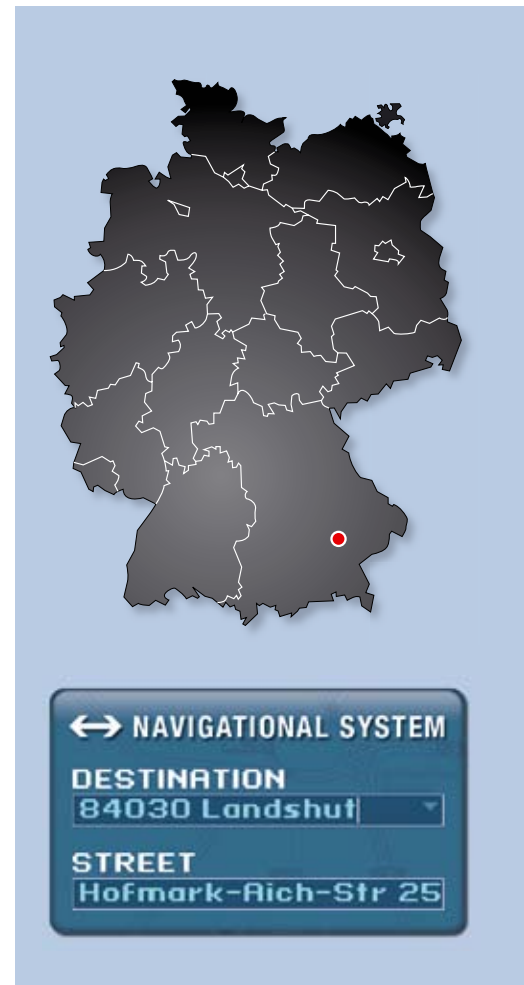 NAVIGATIONAL SYSTEM
DESTINATION
84030 Landshut
STREET
Hofmark-Aich-Str 25